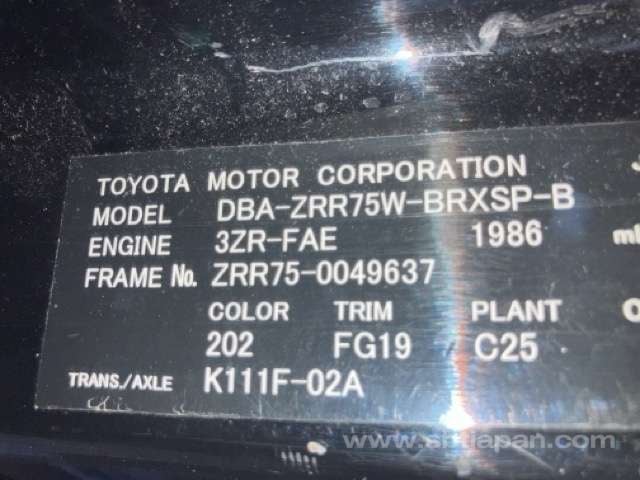 TOYOTA MOTOR CORPORATION
MODEL DBA-ZRR75W-BRXSP-B
ENGINE 3ZR-FAE 1986
FRAME No. ZRR75-0049637
COLOR TRIM PLANT
202 FG19 C25
TRANS./AXLE K111F-02A